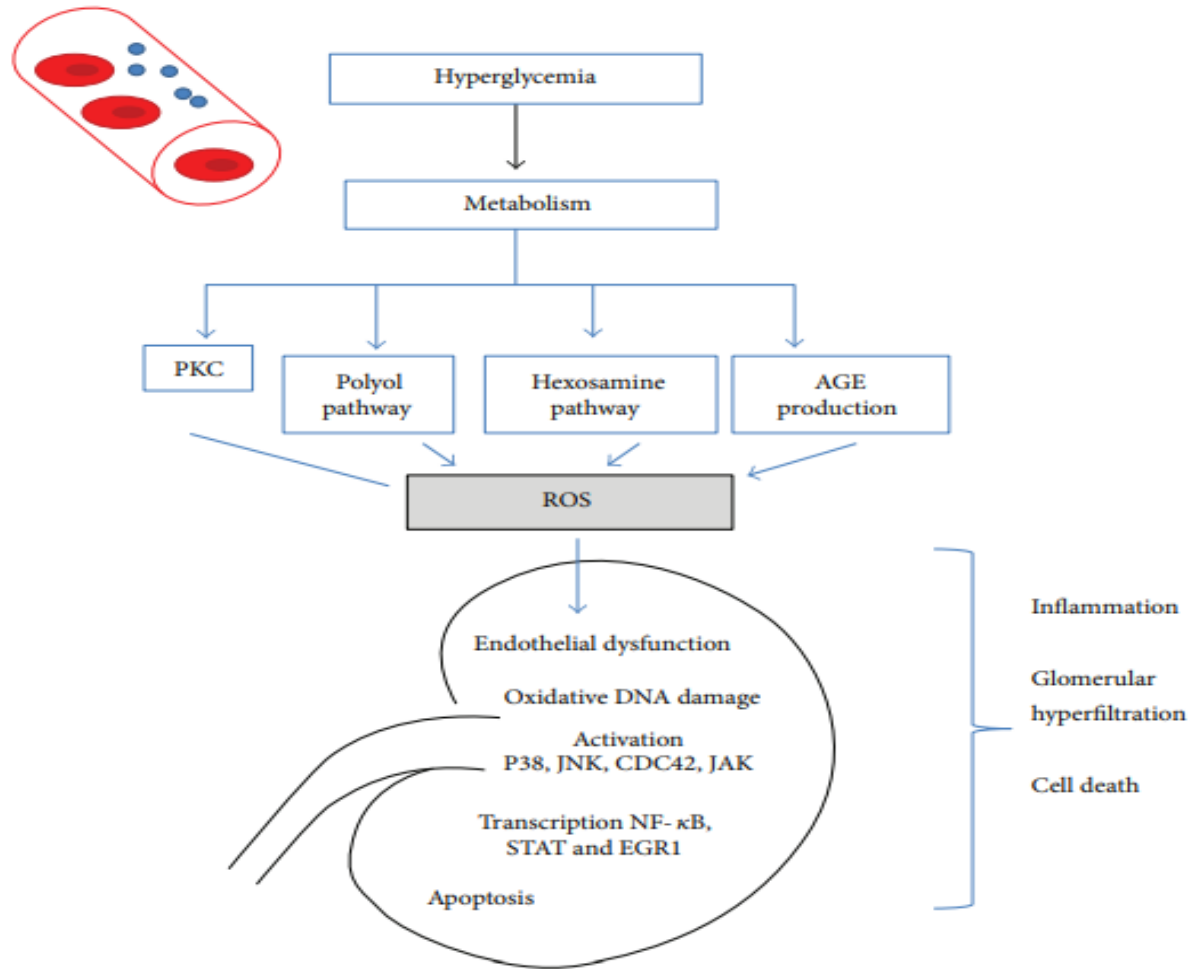 Hyperglycemia
Metabolism
PKC
Polyol
pathway
Hexosamine
pathway
AGE
production
ROS
Endothelial dysfunction
Oxidative DNA damage
Activation
P38, JNK, CDC42, JAK
Transcription NF-κB,
STAT and EGR1
Apoptosis
Inflammation
Glomerular
hyperfiltration
Cell death